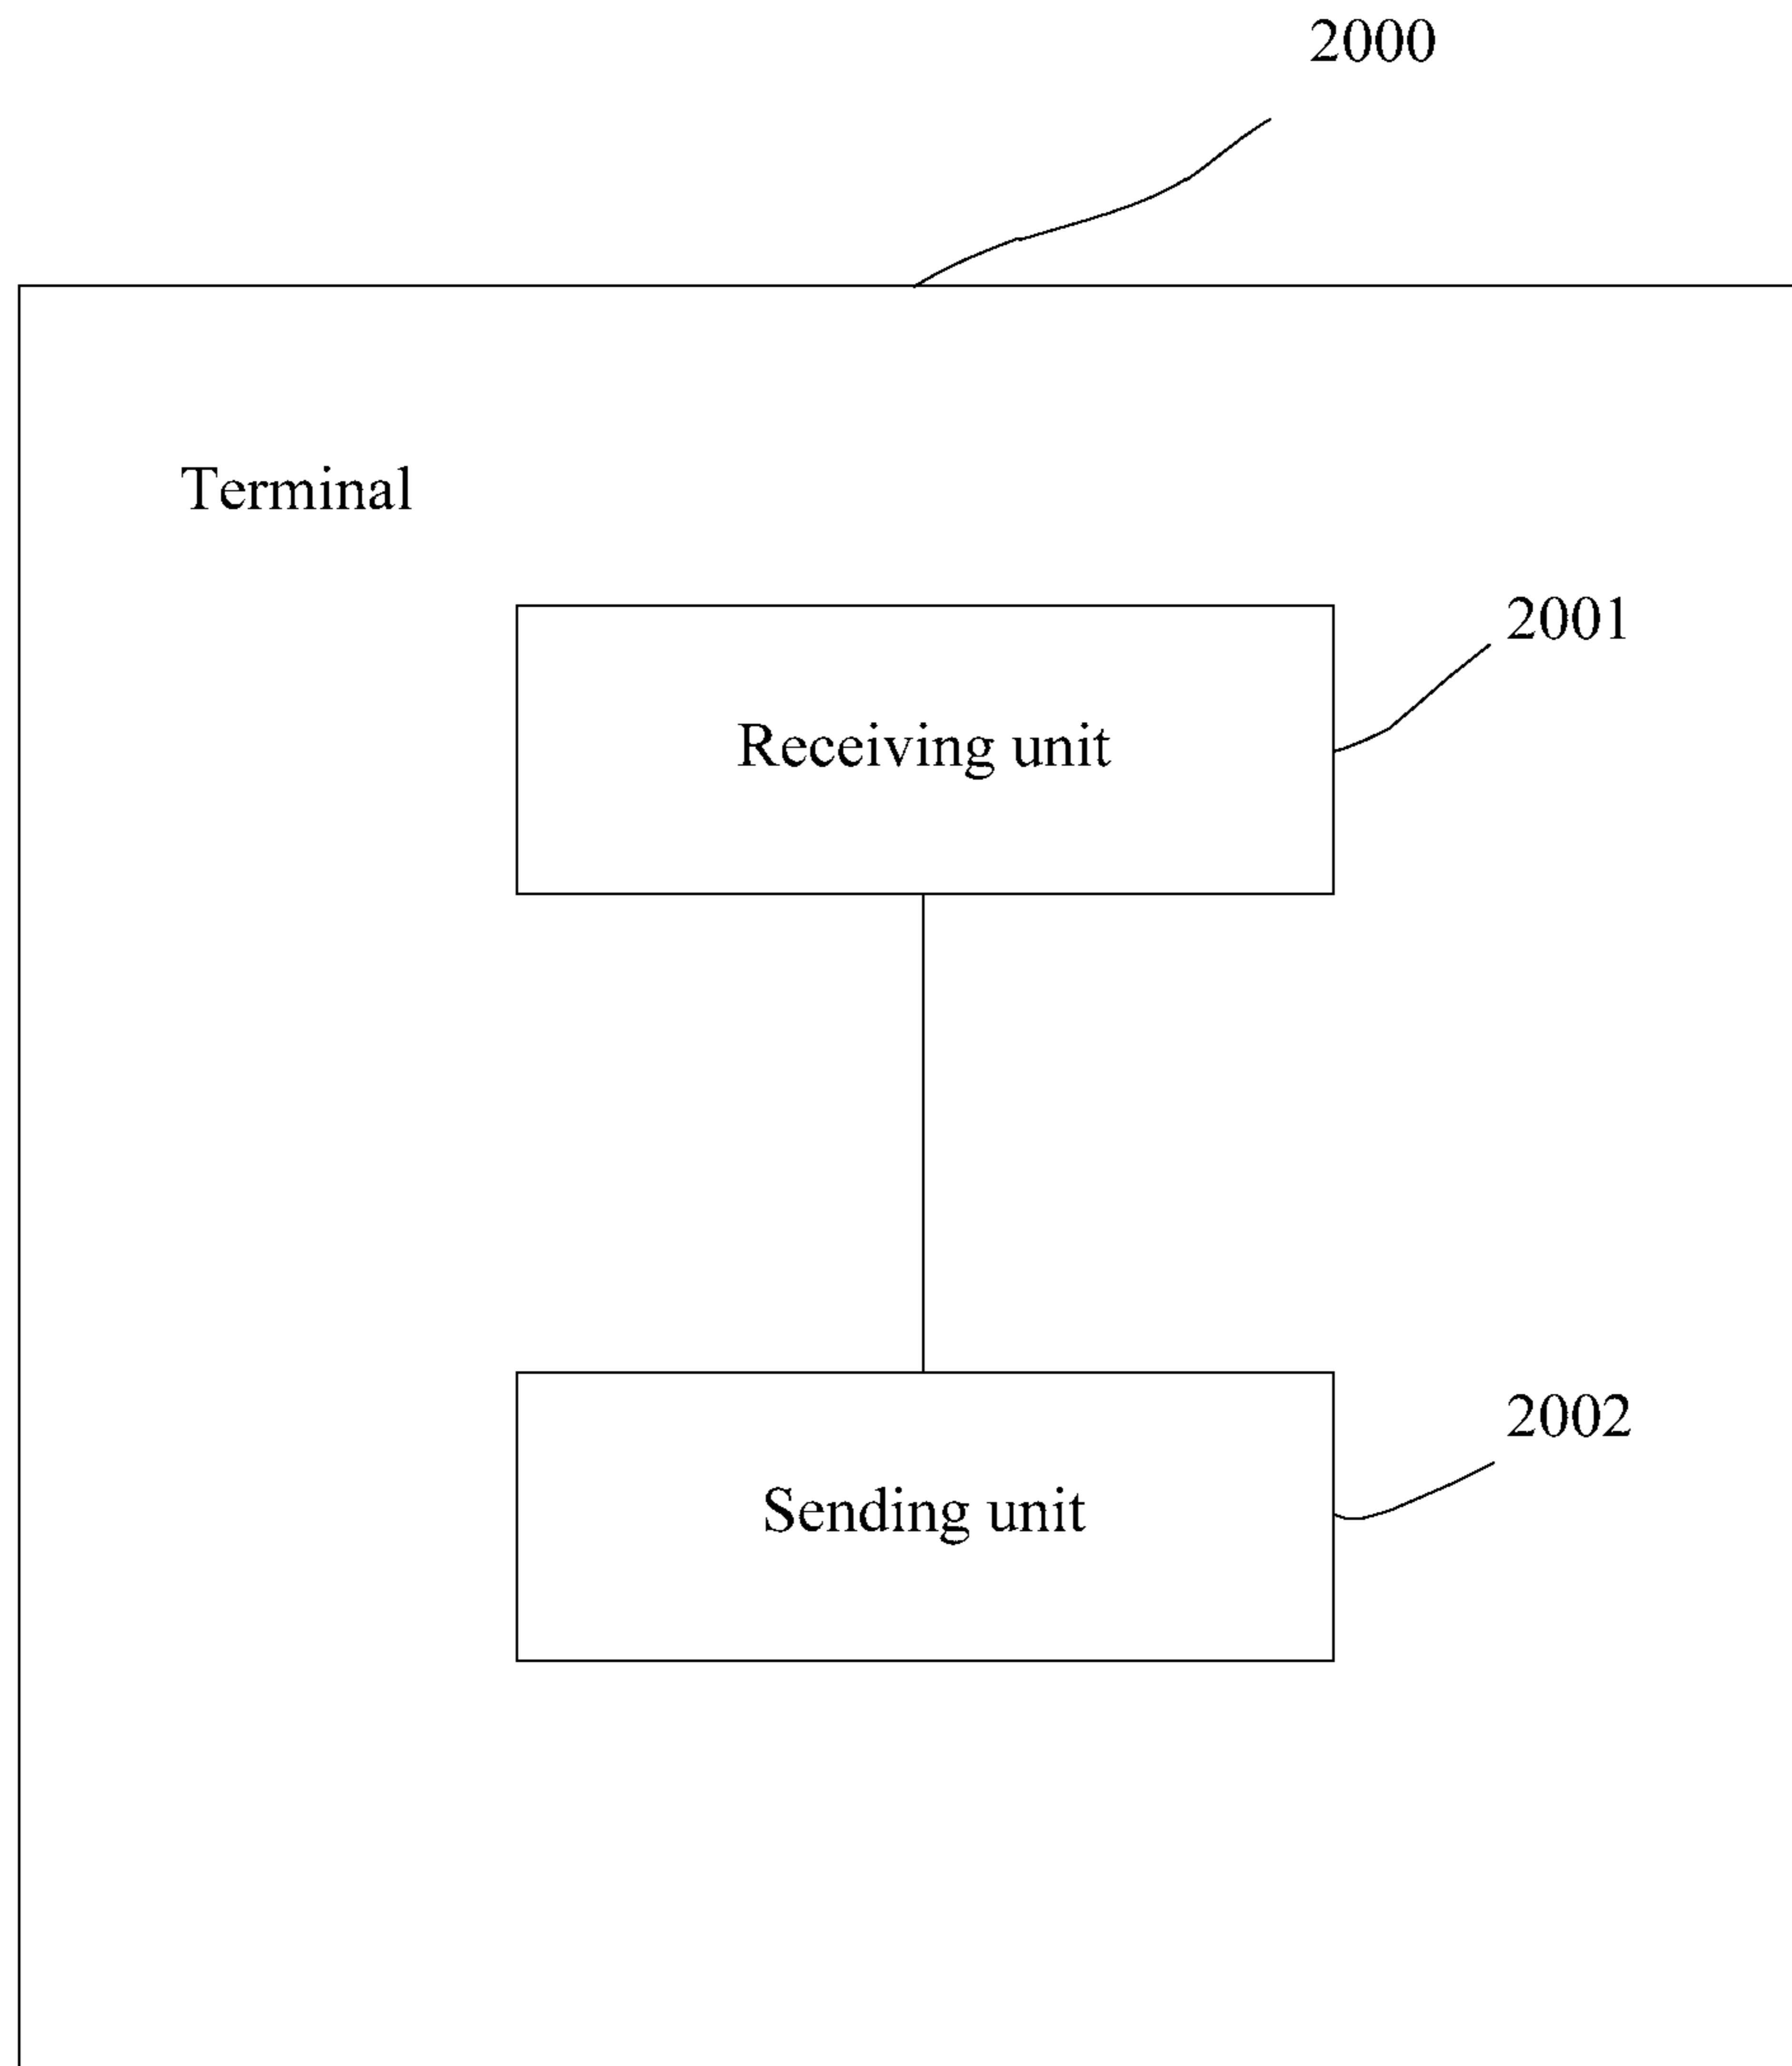 2000
Terminal
2001
Receiving unit
2002
Sending unit